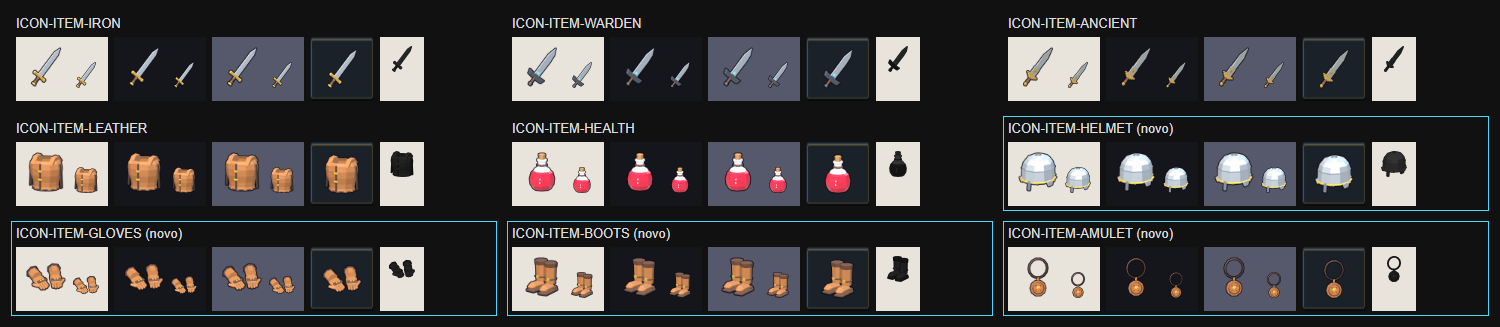 ICON-ITEM-IRON
ICON-ITEM-WARDEN
ICON-ITEM-ANCIENT
ICON-ITEM-LEATHER
ICON-ITEM-HEALTH
ICON-ITEM-HELMET (novo)
ICON-ITEM-GLOVES (novo)
ICON-ITEM-BOOTS (novo)
ICON-ITEM-AMULET (novo)